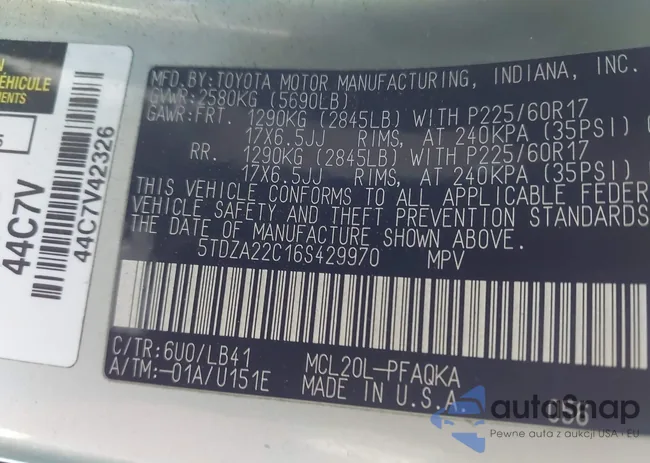 MFD. BY: TOYOTA MOTOR MANUFACTURING, INDIANA, INC.
GVWR: 2580KG (5690LB)
GAWR: FRT. 1290KG (2845LB) WITH P225/60R17
17X6.5JJ RIMS, AT 240KPA (35PSI)
RR. 1290KG (2845LB) WITH P225/60R17
17X6.5JJ RIMS, AT 240KPA (35PSI)
THIS VEHICLE CONFORMS TO ALL APPLICABLE FEDER
VEHICLE SAFETY AND THEFT PREVENTION STANDARDS
THE DATE OF MANUFACTURE SHOWN ABOVE.
5TDZA22C16S429970 MPV
C/TR: 6U0/LB41 MCL20L-PFAQKA
A/TM: -01A/U151E MADE IN U.S.A.
VÉHICULE
EMENTS
44C7V
44C7V42326
autoSnap
Pewne auta z aukcji USA i EU